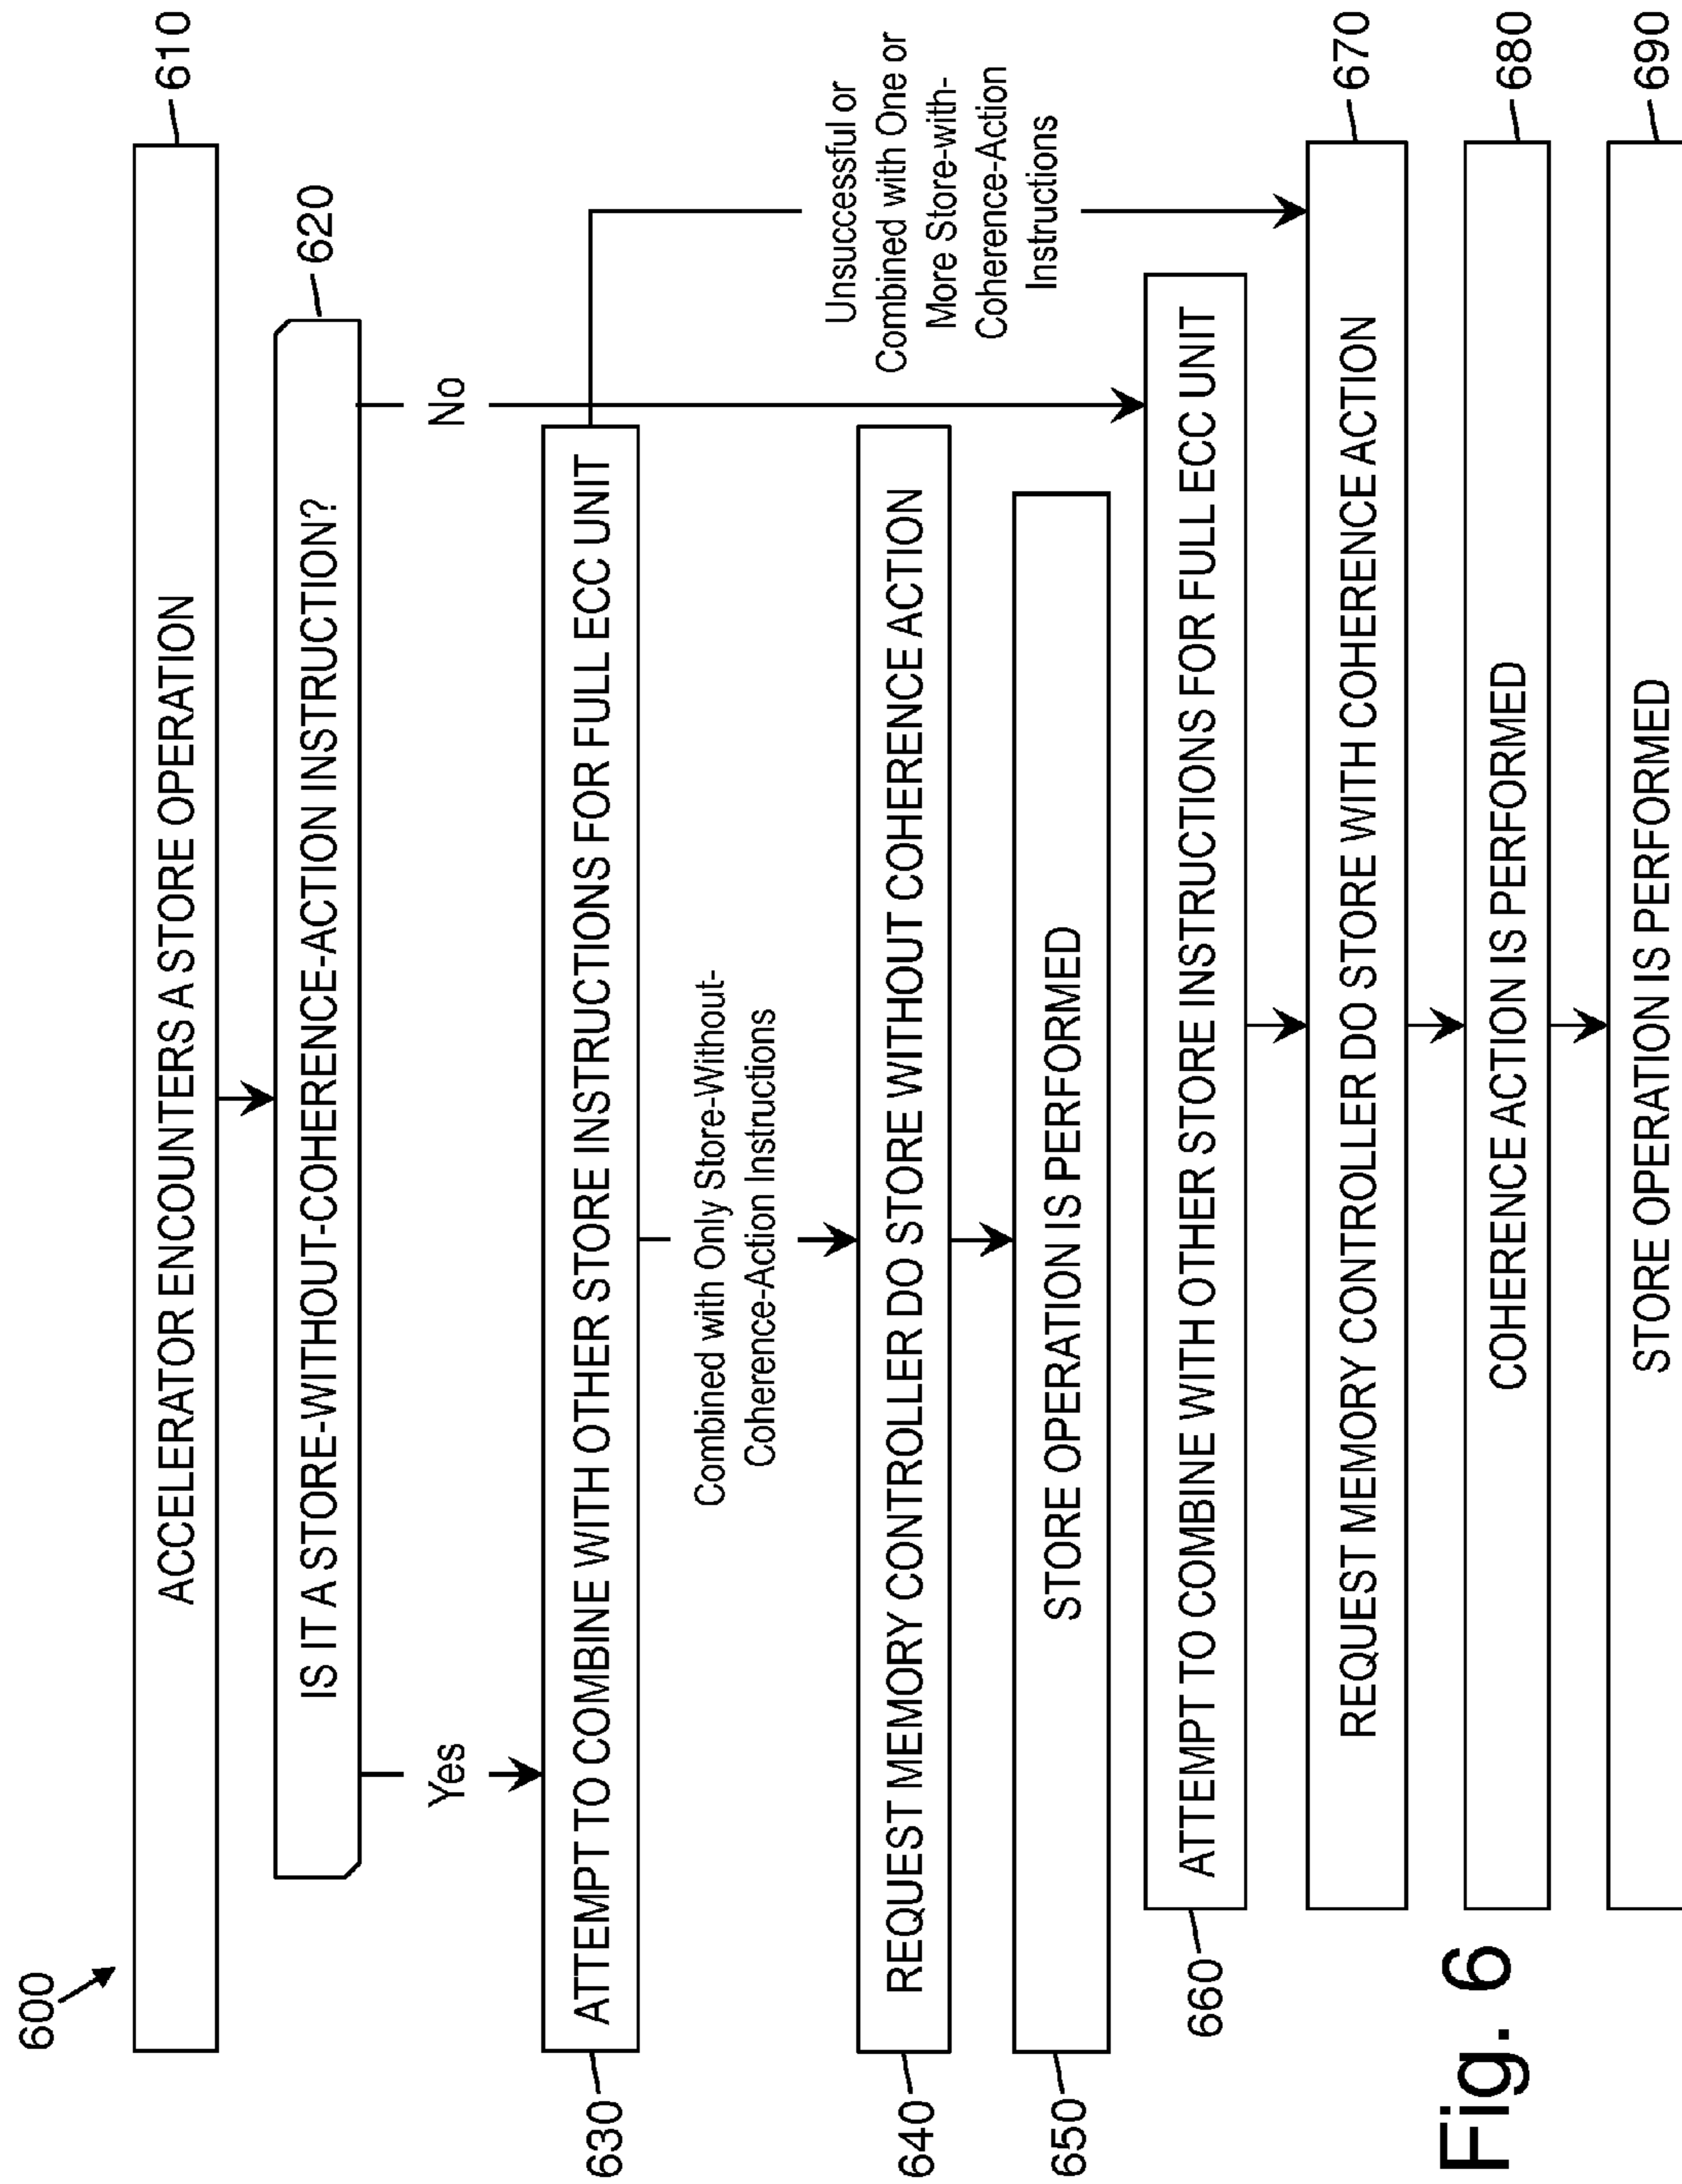 600
ACCELERATOR ENCOUNTERS A STORE OPERATION
610
IS IT A STORE-WITHOUT-COHERENCE-ACTION INSTRUCTION?
620
Yes
No
630
ATTEMPT TO COMBINE WITH OTHER STORE INSTRUCTIONS FOR FULL ECC UNIT
Combined with Only Store-Without-
Coherence-Action Instructions
Unsuccessful or
Combined with One or
More Store-with-
Coherence-Action
Instructions
640
REQUEST MEMORY CONTROLLER DO STORE WITHOUT COHERENCE ACTION
650
STORE OPERATION IS PERFORMED
660
ATTEMPT TO COMBINE WITH OTHER STORE INSTRUCTIONS FOR FULL ECC UNIT
REQUEST MEMORY CONTROLLER DO STORE WITH COHERENCE ACTION
670
COHERENCE ACTION IS PERFORMED
680
STORE OPERATION IS PERFORMED
690
Fig. 6